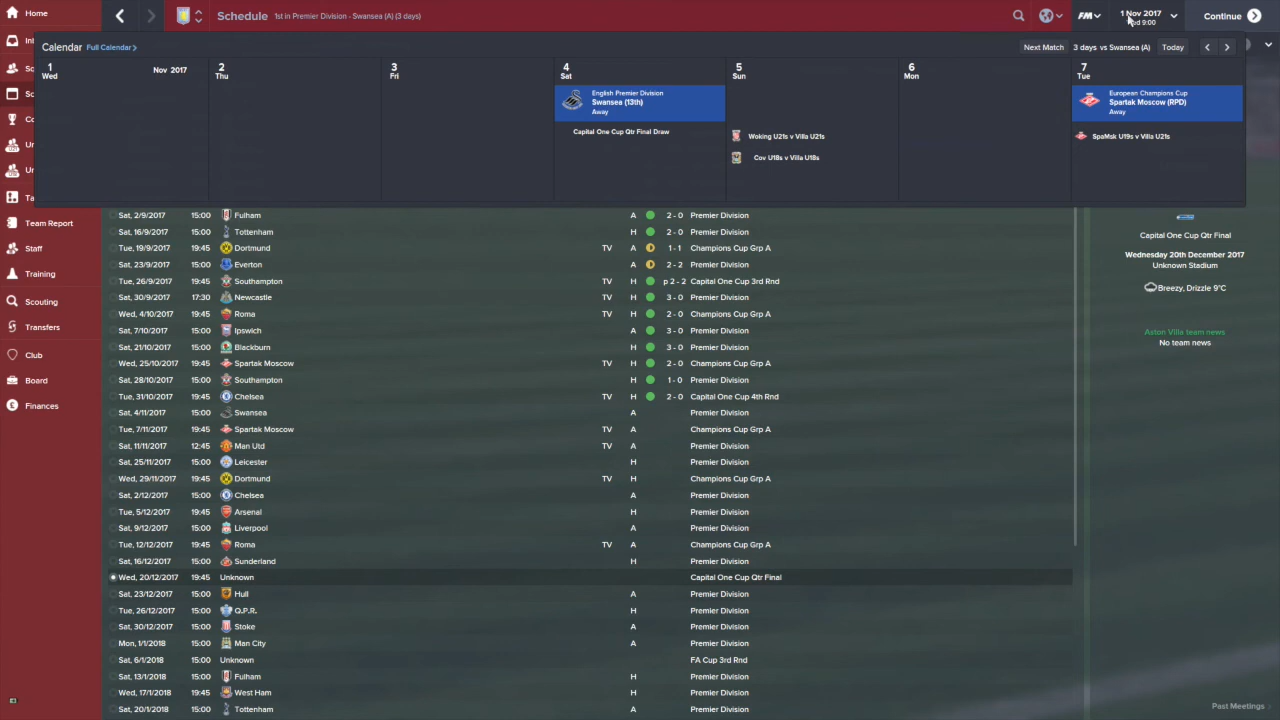 Home
Schedule
1st in Premier Division - Swansea (A) (3 days)
FM
1 Nov 2017
9:00
Continue
Calendar Full Calendar >
Next Match 3 days vs Swansea (A) Today
1 Wed Nov 2017
2 Thu
3 Fri
4 Sat
5 Sun
6 Mon
7 Tue
English Premier Division
Swansea (13th)
Away
Capital One Cup Qtr Final Draw
Woking U21s v Villa U21s
Cov U18s v Villa U18s
European Champions Cup
Spartak Moscow (RPD)
Away
SpaMsk U19s v Villa U21s
Team Report
Staff
Training
Scouting
Transfers
Club
Board
Finances
Sat, 2/9/2017 15:00 Fulham A 2 - 0 Premier Division
Sat, 16/9/2017 15:00 Tottenham H 2 - 0 Premier Division
Tue, 19/9/2017 19:45 Dortmund TV A 1 - 1 Champions Cup Grp A
Sat, 23/9/2017 15:00 Everton A 2 - 2 Premier Division
Tue, 26/9/2017 19:45 Southampton TV H p 2 - 2 Capital One Cup 3rd Rnd
Sat, 30/9/2017 17:30 Newcastle TV H 3 - 0 Premier Division
Wed, 4/10/2017 19:45 Roma TV H 2 - 0 Champions Cup Grp A
Sat, 7/10/2017 15:00 Ipswich A 3 - 0 Premier Division
Sat, 21/10/2017 15:00 Blackburn H 3 - 0 Premier Division
Wed, 25/10/2017 19:45 Spartak Moscow TV H 2 - 0 Champions Cup Grp A
Sat, 28/10/2017 15:00 Southampton H 1 - 0 Premier Division
Tue, 31/10/2017 19:45 Chelsea TV H 2 - 0 Capital One Cup 4th Rnd
Sat, 4/11/2017 15:00 Swansea A Premier Division
Tue, 7/11/2017 19:45 Spartak Moscow TV A Champions Cup Grp A
Sat, 11/11/2017 12:45 Man Utd TV A Premier Division
Sat, 25/11/2017 15:00 Leicester H Premier Division
Wed, 29/11/2017 19:45 Dortmund TV H Champions Cup Grp A
Sat, 2/12/2017 15:00 Chelsea A Premier Division
Tue, 5/12/2017 19:45 Arsenal H Premier Division
Sat, 9/12/2017 15:00 Liverpool A Premier Division
Tue, 12/12/2017 19:45 Roma TV A Champions Cup Grp A
Sat, 16/12/2017 15:00 Sunderland H Premier Division
Wed, 20/12/2017 19:45 Unknown Capital One Cup Qtr Final
Sat, 23/12/2017 15:00 Hull A Premier Division
Tue, 26/12/2017 15:00 Q.P.R. H Premier Division
Sat, 30/12/2017 15:00 Stoke A Premier Division
Mon, 1/1/2018 15:00 Man City A Premier Division
Sat, 6/1/2018 15:00 Unknown FA Cup 3rd Rnd
Sat, 13/1/2018 15:00 Fulham H Premier Division
Wed, 17/1/2018 19:45 West Ham H Premier Division
Sat, 20/1/2018 15:00 Tottenham A Premier Division
Capital One Cup Qtr Final
Wednesday 20th December 2017
Unknown Stadium
Breezy, Drizzle 9°C
Aston Villa team news
No team news
Past Meetings >